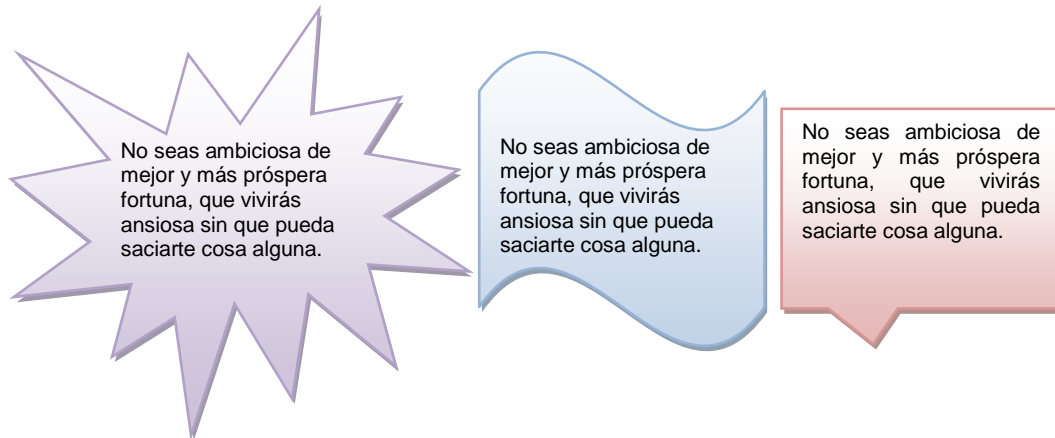 No seas ambiciosa de
mejor y más próspera
fortuna, que vivirás
ansiosa sin que pueda
saciarte cosa alguna.
No seas ambiciosa de
mejor y más próspera
fortuna, que vivirás
ansiosa sin que pueda
saciarte cosa alguna.
No seas ambiciosa de
mejor y más próspera
fortuna, que vivirás
ansiosa sin que pueda
saciarte cosa alguna.